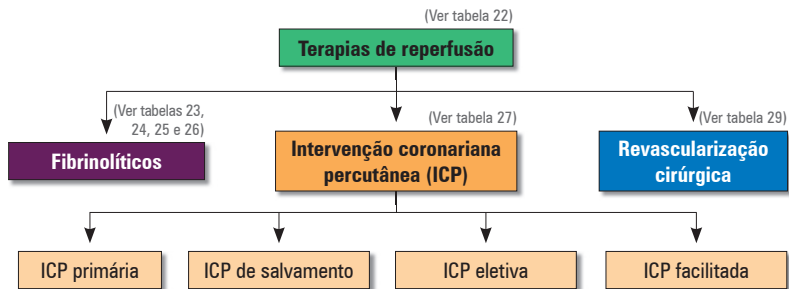 (Ver tabela 22)
Terapias de reperfusão
(Ver tabelas 23,
24, 25 e 26)
Fibrinolíticos
(Ver tabela 27)
Intervenção coronariana
percutânea (ICP)
(Ver tabela 29)
Revascularização
cirúrgica
ICP primária
ICP de salvamento
ICP eletiva
ICP facilitada